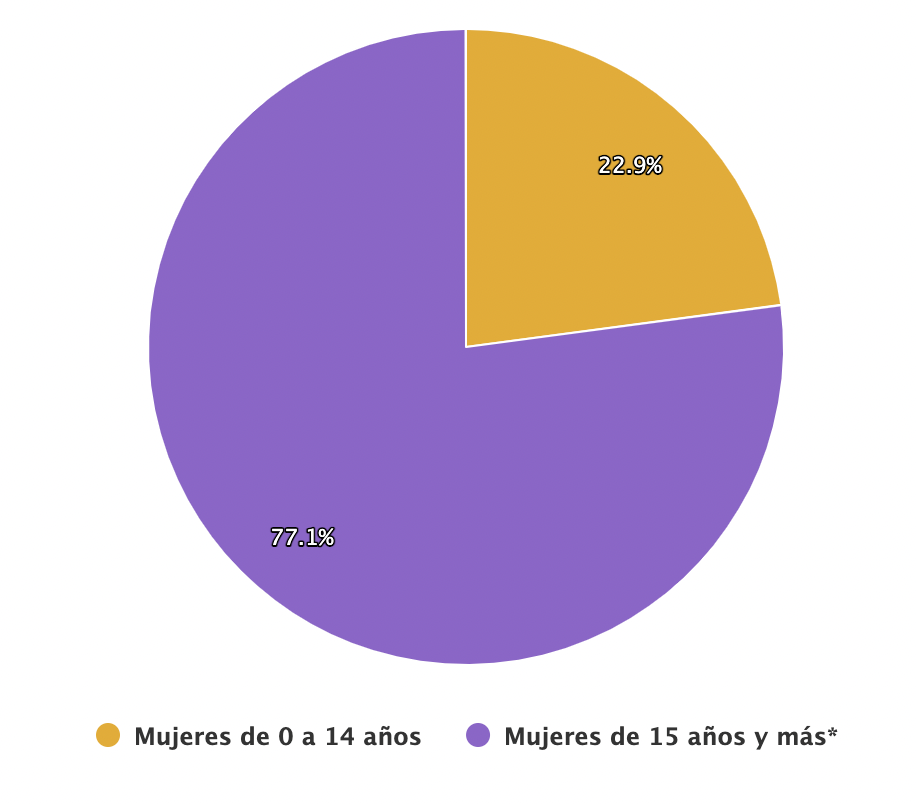 22.9%
77.1%
Mujeres de 0 a 14 años
Mujeres de 15 años y más*